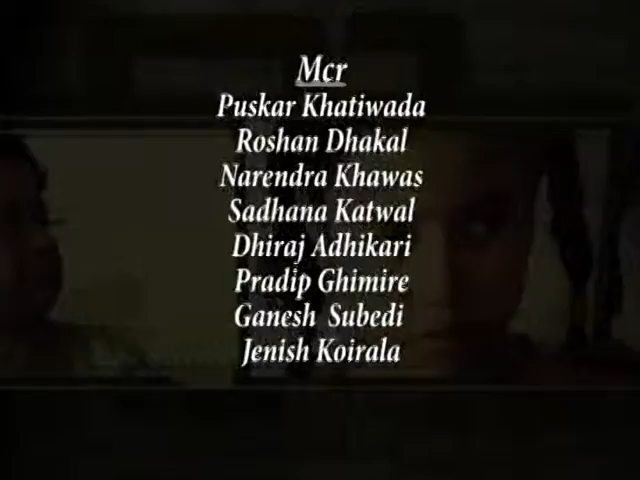 Mcr
Puskar Khatiwada
Roshan Dhakal
Narendra Khawas
Sadhana Katwal
Dhiraj Adhikari
Pradip Ghimire
Ganesh Subedi
Jenish Koirala